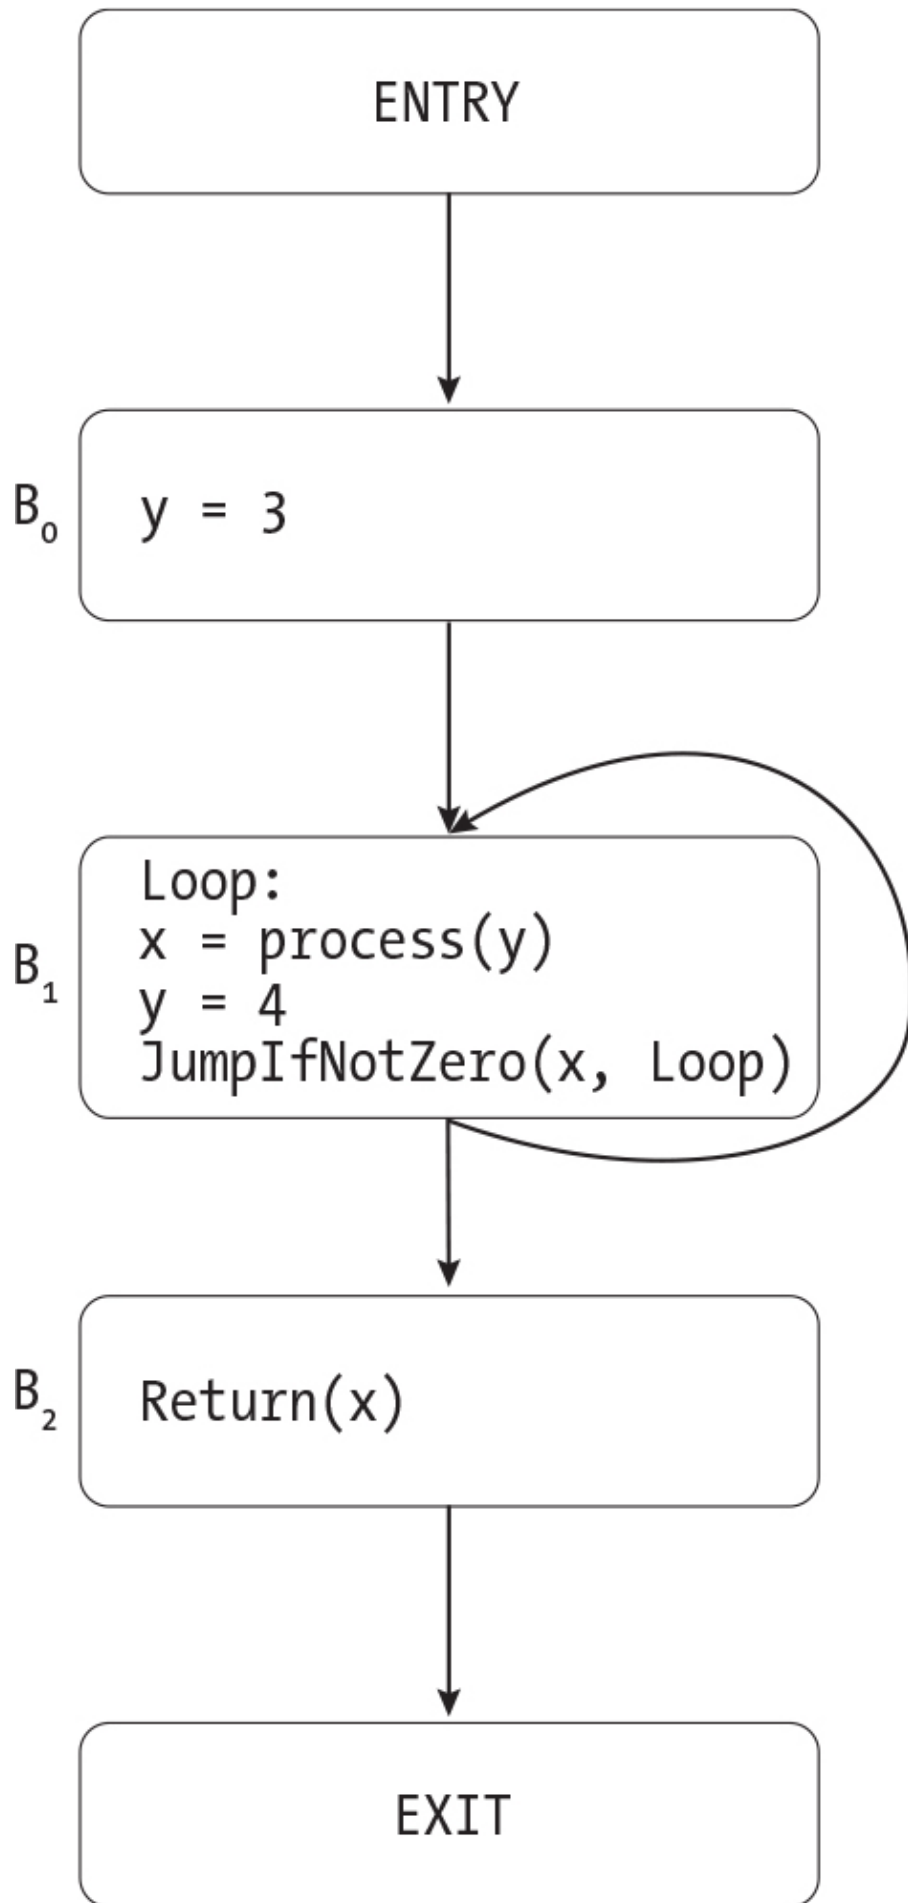 ENTRY
B₀
y = 3
B₁
Loop:
x = process(y)
y = 4
JumpIfNotZero(x, Loop)
B₂
Return(x)
EXIT